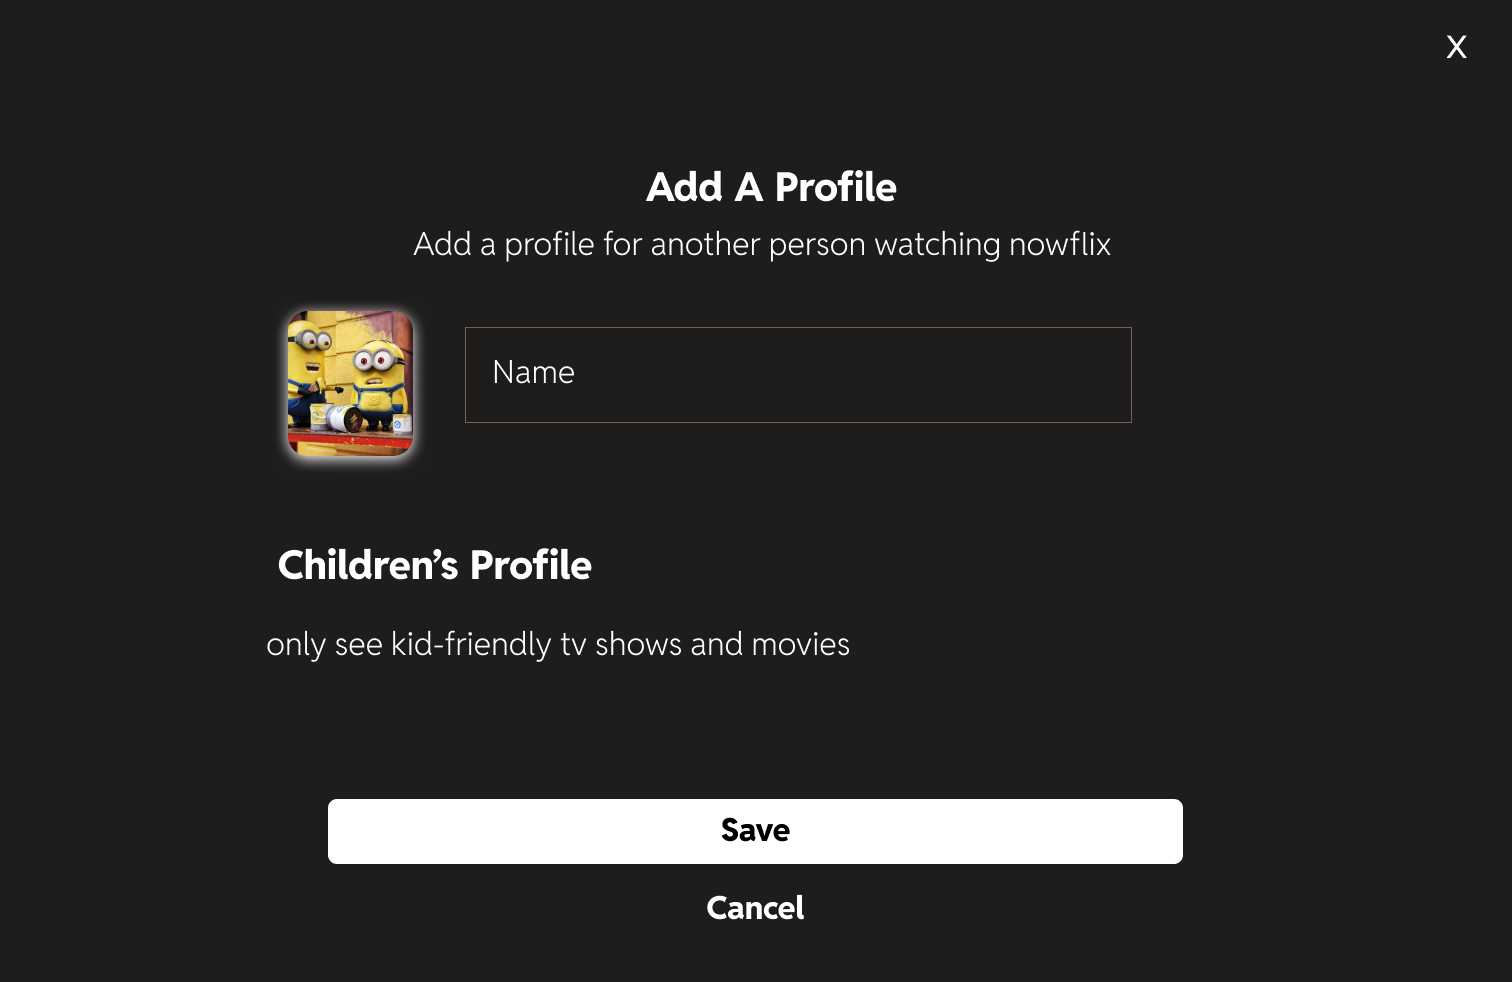 X
Add A Profile
Add a profile for another person watching nowflix
Name
Children’s Profile
only see kid-friendly tv shows and movies
Save
Cancel